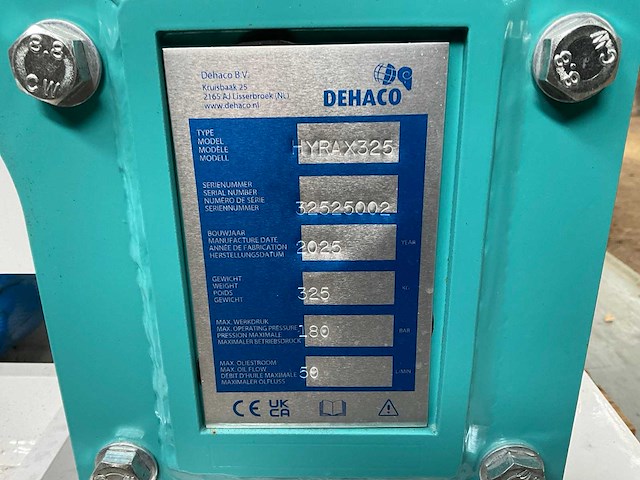 8.8
CW
CW
8.8
Dehaco B.V.
Kruisbaak 25
2165 AJ Lisserbroek (NL)
www.dehaco.nl
DEHACO
TYPE
MODEL
MODÈLE
MODELL
HYRAX325
SERIENUMMER
SERIAL NUMBER
NUMÉRO DE SÉRIE
SERIENNUMMER
32525002
BOUWJAAR
MANUFACTURE DATE
ANNÉE DE FABRICATION
HERSTELLUNGSDATUM
2025
YEAR
GEWICHT
WEIGHT
POIDS
GEWICHT
325
KG
MAX. WERKDRUK
MAX. OPERATING PRESSURE
PRESSION MAXIMALE
MAXIMALER BETRIEBSDRUCK
180
BAR
MAX. OLIESTROOM
MAX. OIL FLOW
DÉBIT D'HUILE MAXIMALE
MAXIMALER ÖLFLUSS
50
L/MIN
CE UK CA